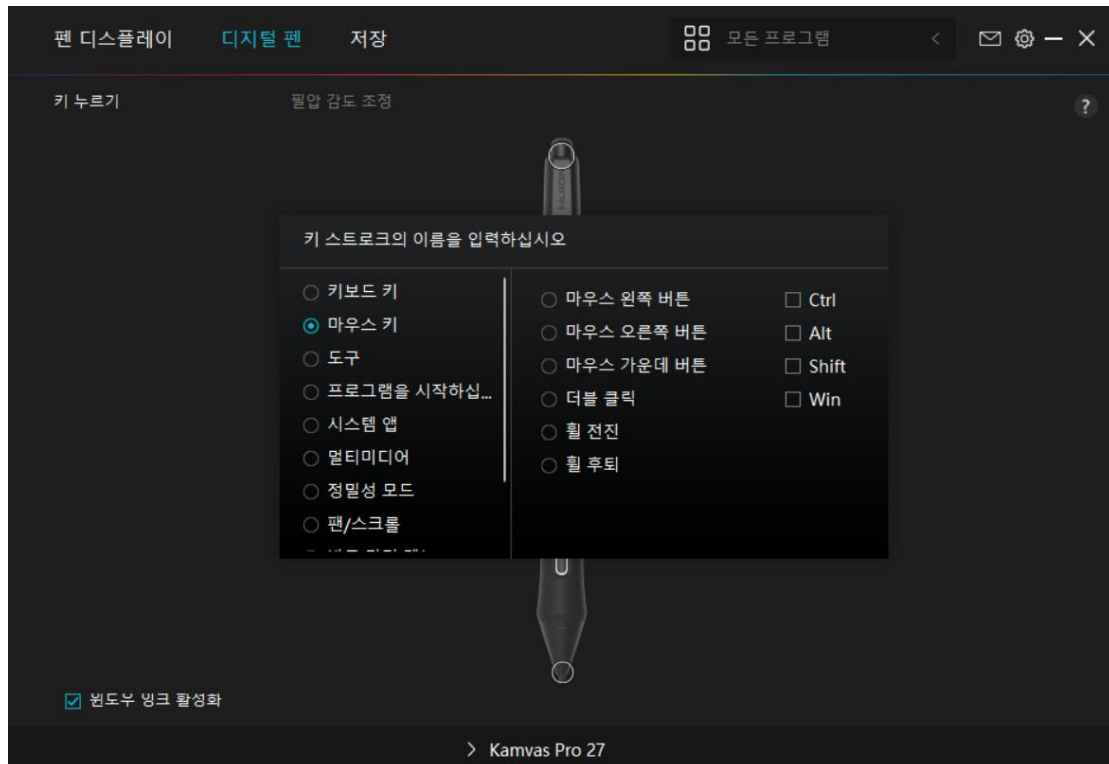 펜 디스플레이 디지털 펜 저장 모든 프로그램
키 누르기 필압 감도 조정 ?
HUION
키 스트로크의 이름을 입력하십시오
키보드 키
마우스 키
도구
프로그램을 시작하십...
시스템 앱
멀티미디어
정밀성 모드
팬/스크롤
마우스 왼쪽 버튼 Ctrl
마우스 오른쪽 버튼 Alt
마우스 가운데 버튼 Shift
더블 클릭 Win
휠 전진
휠 후퇴
윈도우 잉크 활성화
Kamvas Pro 27